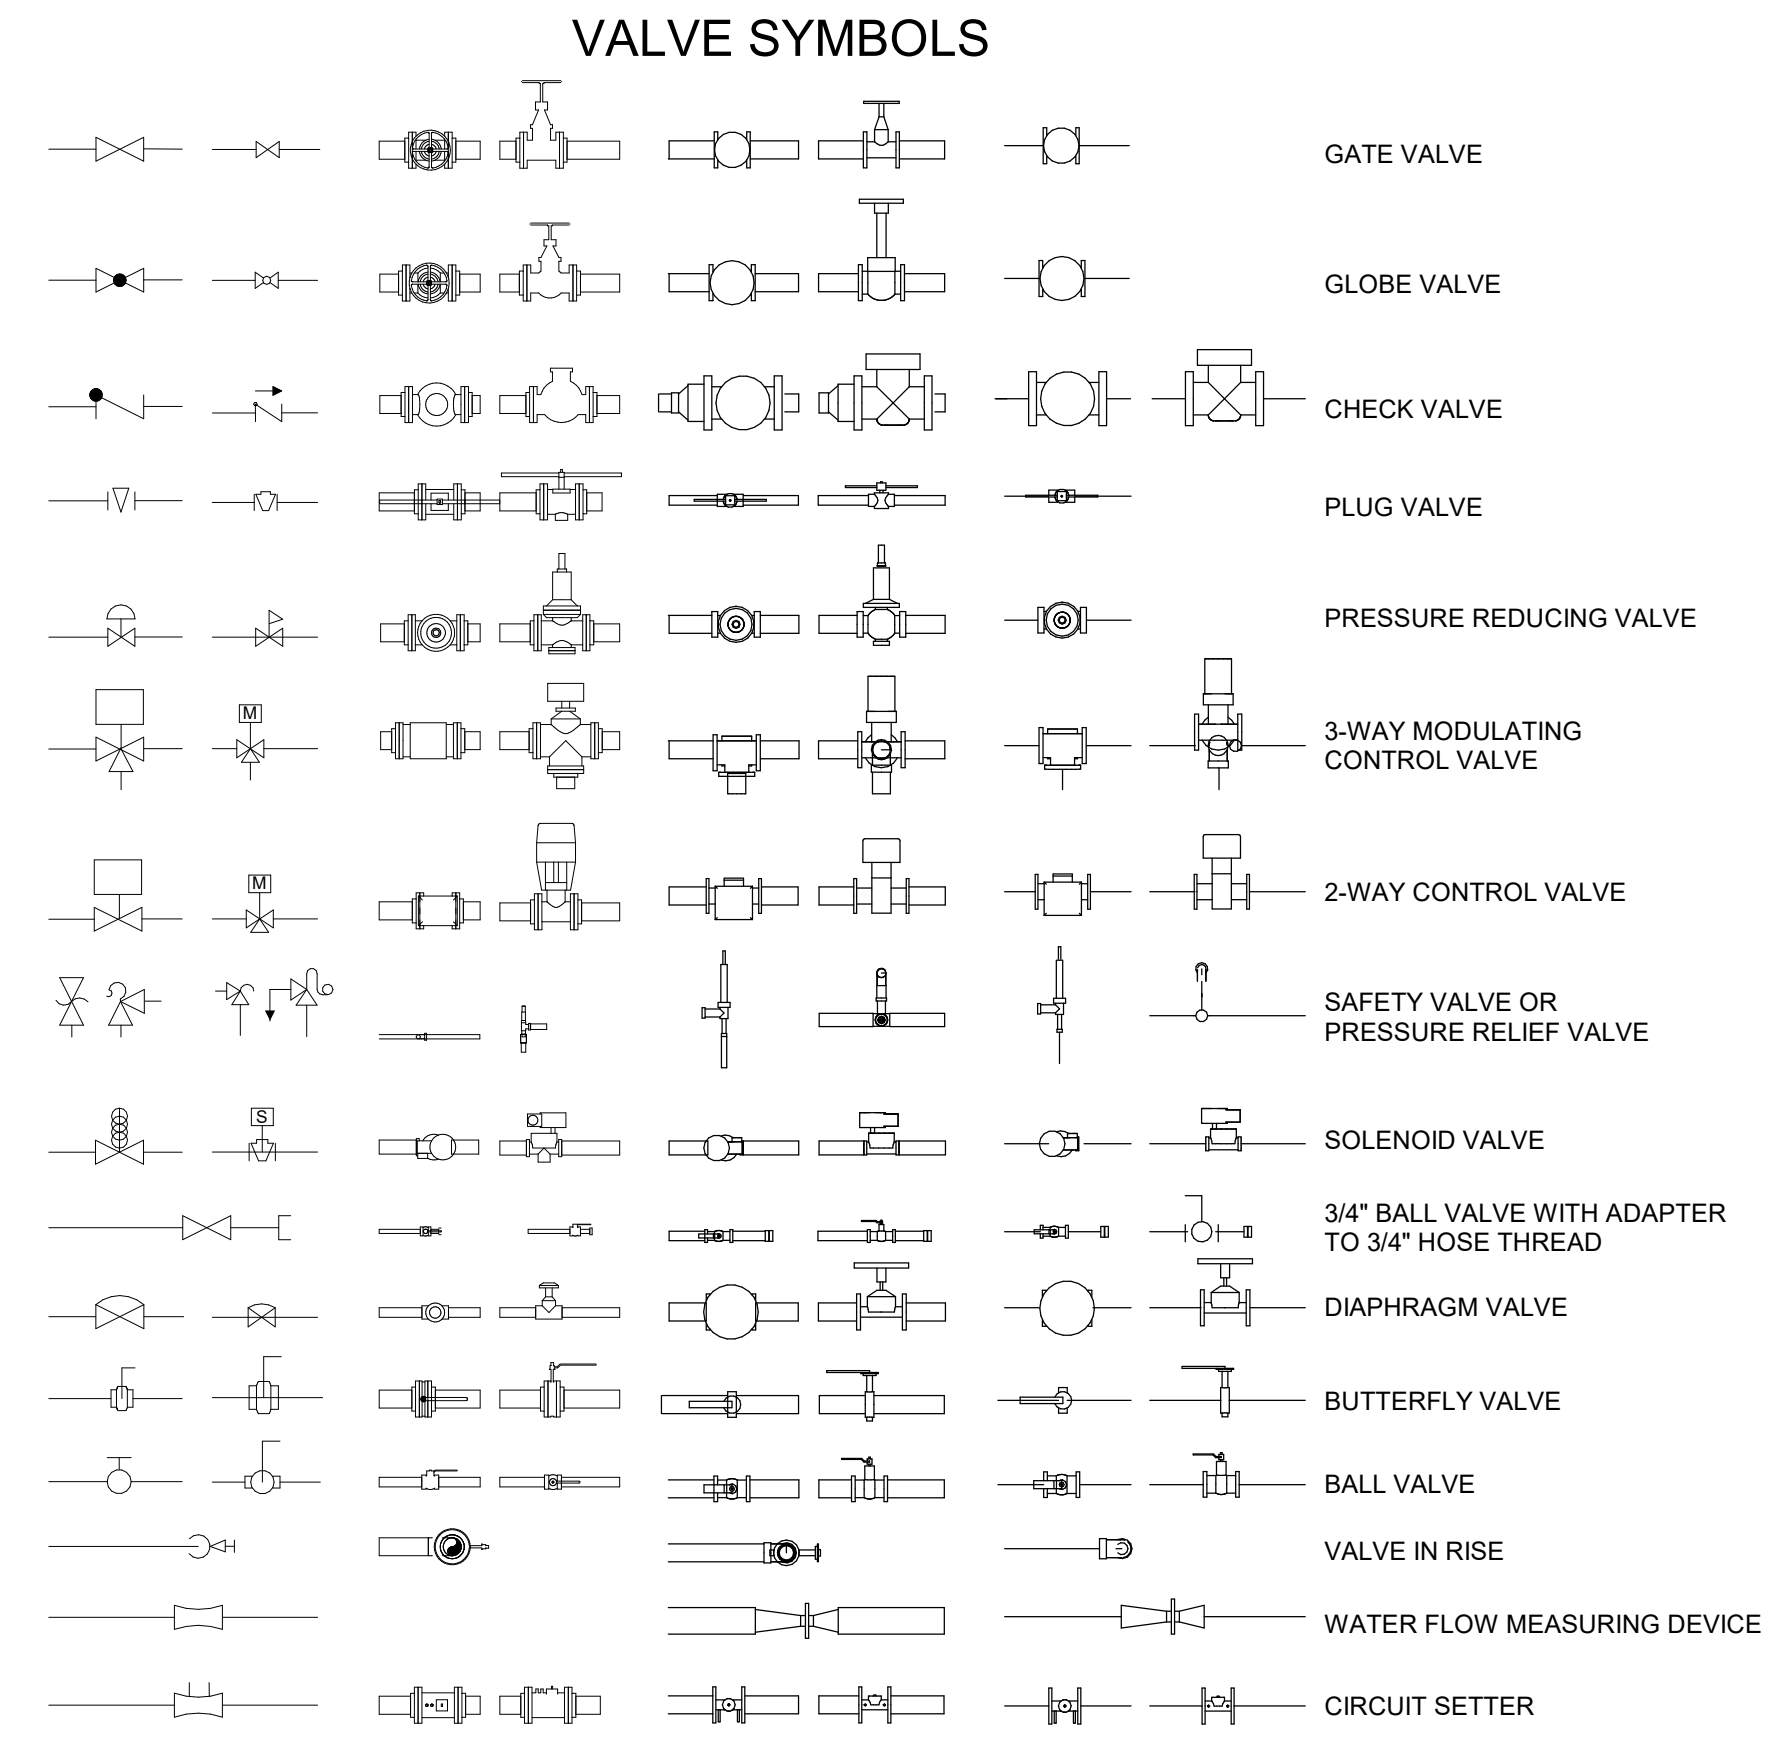 VALVE SYMBOLS
GATE VALVE
GLOBE VALVE
CHECK VALVE
PLUG VALVE
PRESSURE REDUCING VALVE
M
3-WAY MODULATING
CONTROL VALVE
M
2-WAY CONTROL VALVE
SAFETY VALVE OR
PRESSURE RELIEF VALVE
S
SOLENOID VALVE
3/4" BALL VALVE WITH ADAPTER
TO 3/4" HOSE THREAD
DIAPHRAGM VALVE
BUTTERFLY VALVE
BALL VALVE
VALVE IN RISE
WATER FLOW MEASURING DEVICE
CIRCUIT SETTER